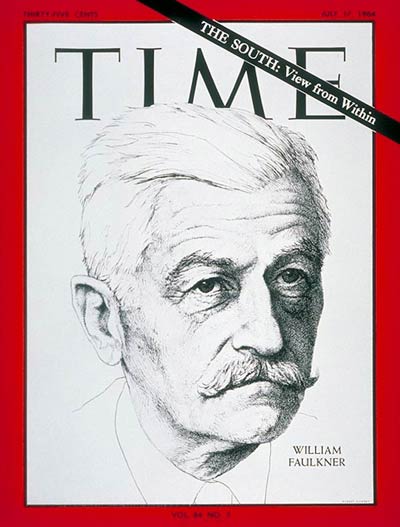 THIRTY-FIVE CENTS
JULY 17, 1964
TIME
THE SOUTH: View from Within
WILLIAM
FAULKNER
VOL. 84 NO. 3